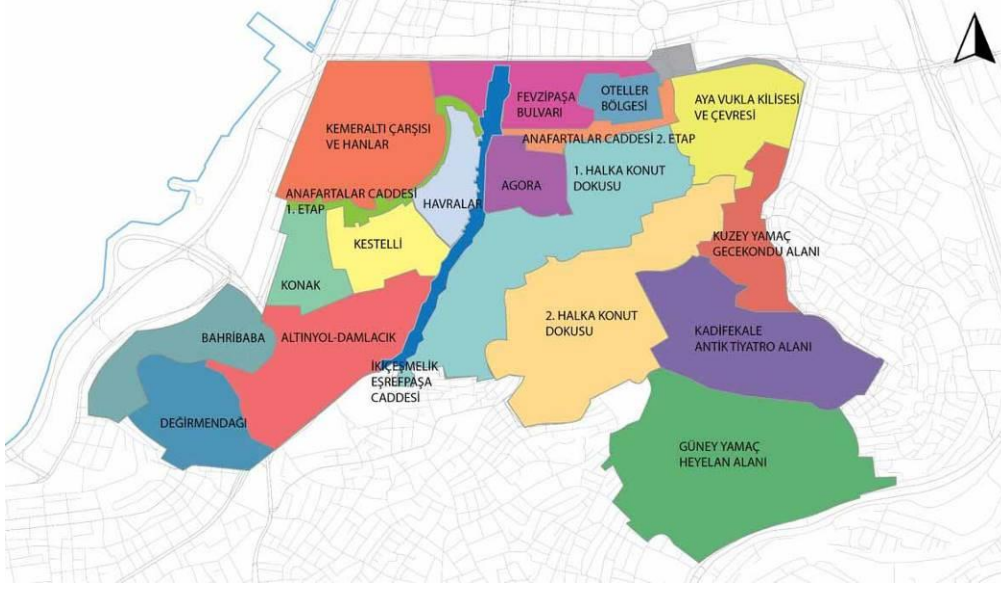 FEVZİPAŞA
BULVARI
OTELLER
BÖLGESİ
AYA VUKLA KİLİSESİ
VE ÇEVRESİ
KEMERALTI ÇARŞISI
VE HANLAR
ANAFARTALAR CADDESİ 2. ETAP
1. HALKA KONUT
DOKUSU
AGORA
ANAFARTALAR CADDESİ
1. ETAP
HAVRALAR
KESTELLİ
KUZEY YAMAÇ
GECEKONDU ALANI
KONAK
2. HALKA KONUT
DOKUSU
KADİFEKALE
ANTİK TİYATRO ALANI
BAHRİBABA
ALTINYOL-DAMLACIK
İKİÇEŞMELİK
EŞREFPAŞA
CADDESİ
DEĞİRMENDAĞI
GÜNEY YAMAÇ
HEYELAN ALANI